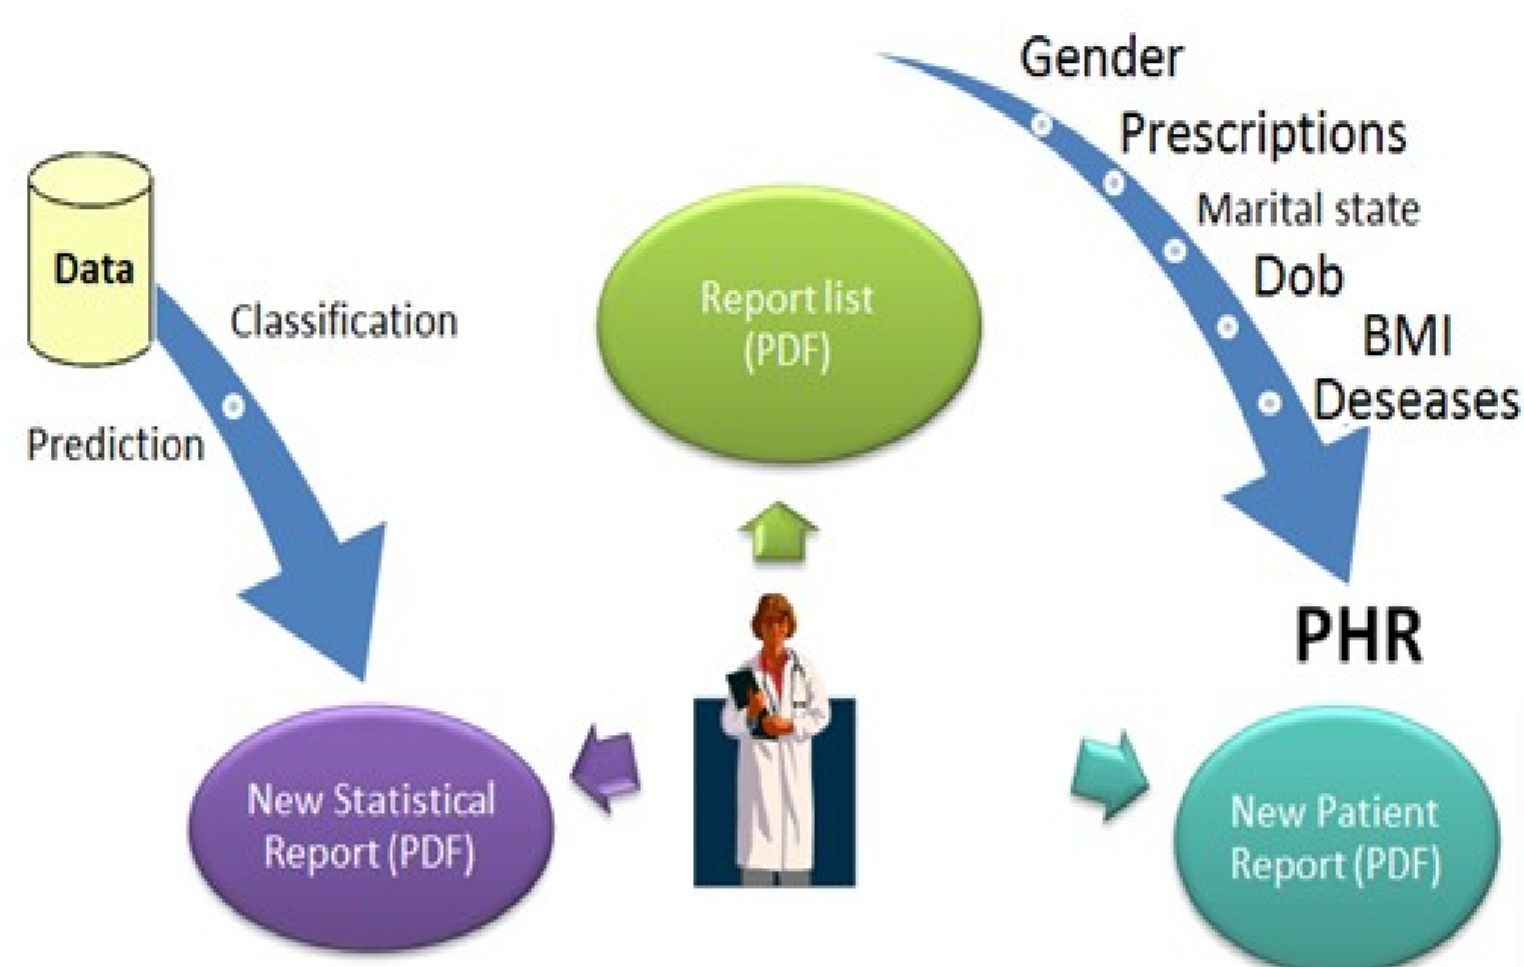 Gender
Prescriptions
Marital state
Dob
BMI
Deseases
PHR
Data
Classification
Prediction
Report list
(PDF)
New Statistical
Report (PDF)
New Patient
Report (PDF)